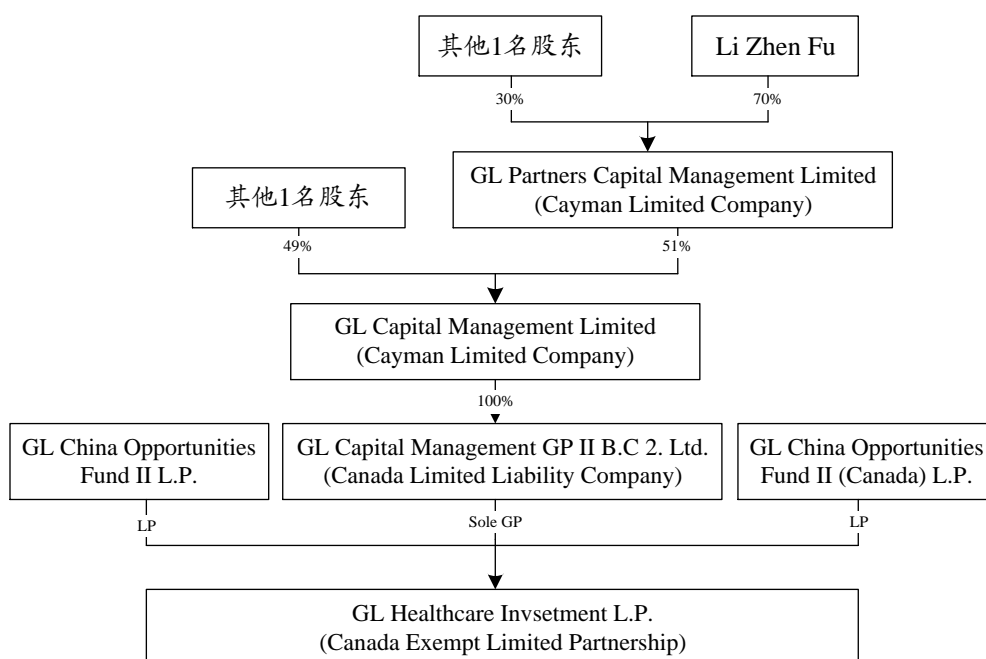 其他1名股东
Li Zhen Fu
30%
70%
GL Partners Capital Management Limited
(Cayman Limited Company)
其他1名股东
49%
51%
GL Capital Management Limited
(Cayman Limited Company)
100%
GL China Opportunities
Fund II L.P.
GL Capital Management GP II B.C 2. Ltd.
(Canada Limited Liability Company)
GL China Opportunities
Fund II (Canada) L.P.
LP
Sole GP
LP
GL Healthcare Invsetment L.P.
(Canada Exempt Limited Partnership)